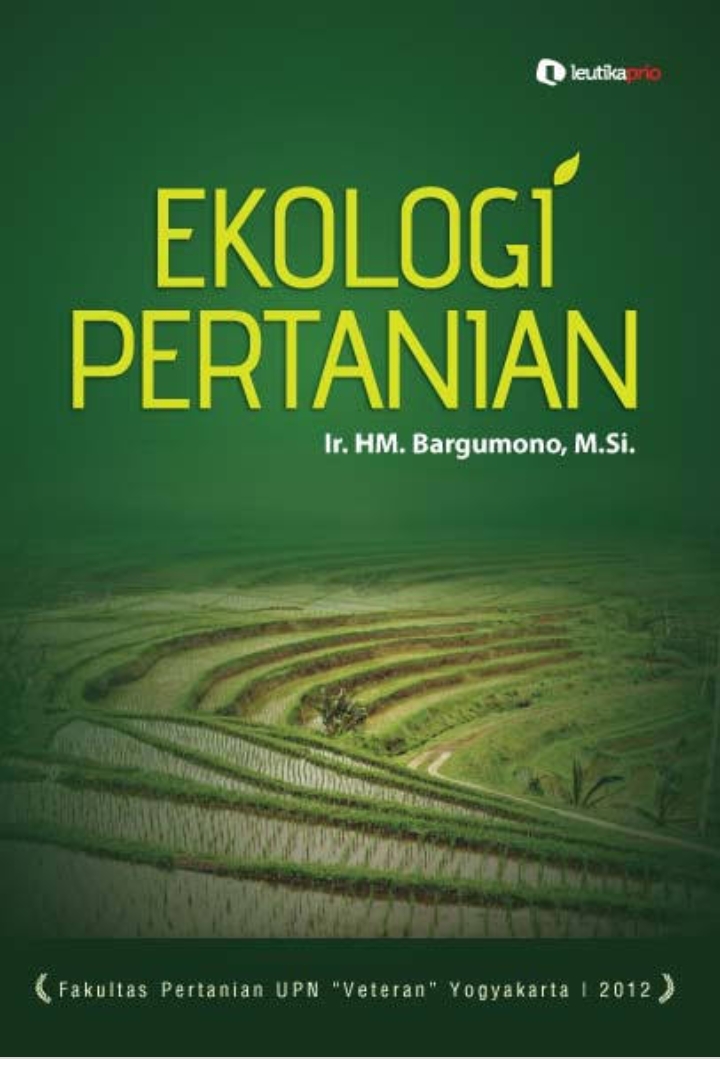 leutikaprio
EKOLOGI
PERTANIAN
Ir. HM. Bargumono, M.Si.
Fakultas Pertanian UPN "Veteran" Yogyakarta | 2012